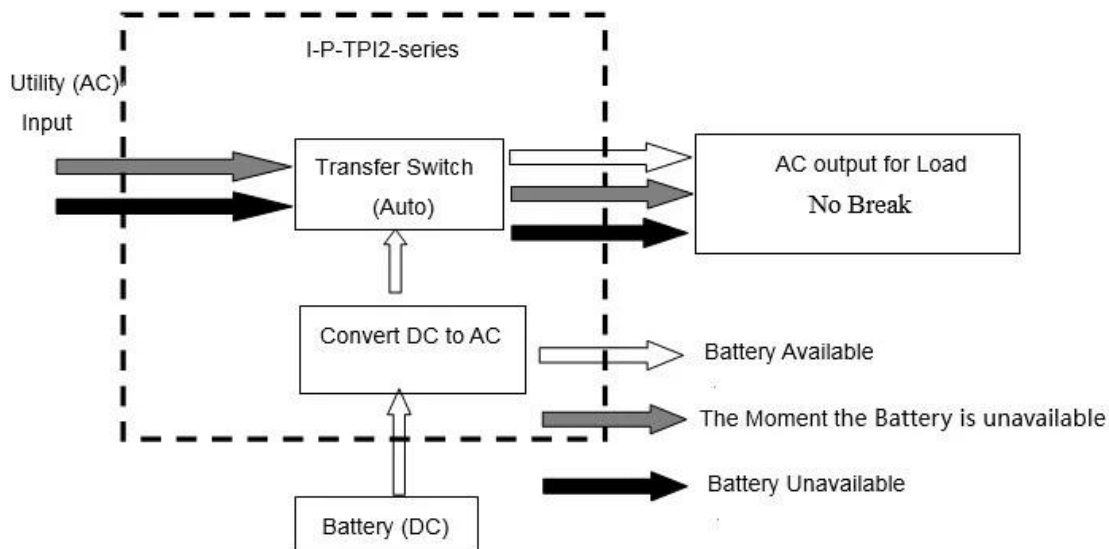 I-P-TPI2-series
Utility (AC)
Input
Transfer Switch
(Auto)
AC output for Load
No Break
Convert DC to AC
Battery Available
The Moment the Battery is unavailable
Battery Unavailable
Battery (DC)